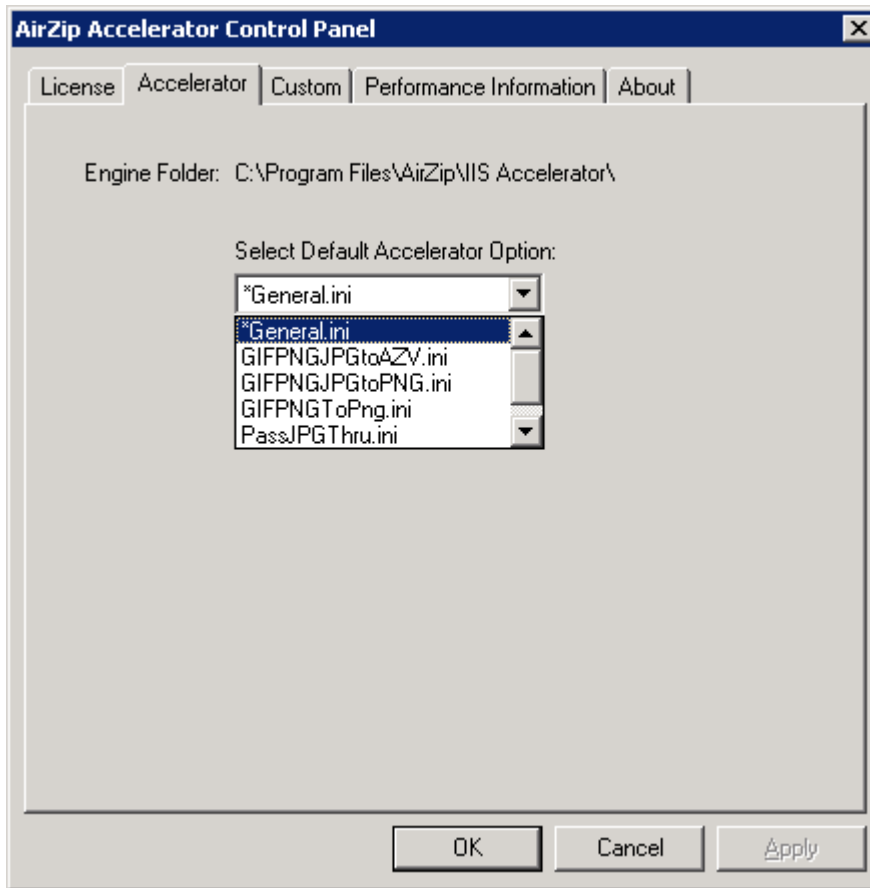 AirZip Accelerator Control Panel
License Accelerator Custom Performance Information About
Engine Folder: C:\Program Files\AirZip\IIS Accelerator\
Select Default Accelerator Option:
*General.ini
*General.ini
GIFPNGJPGtoAZV.ini
GIFPNGJPGtoPNG.ini
GIFPNGToPng.ini
PassJPGThru.ini
OK Cancel Apply